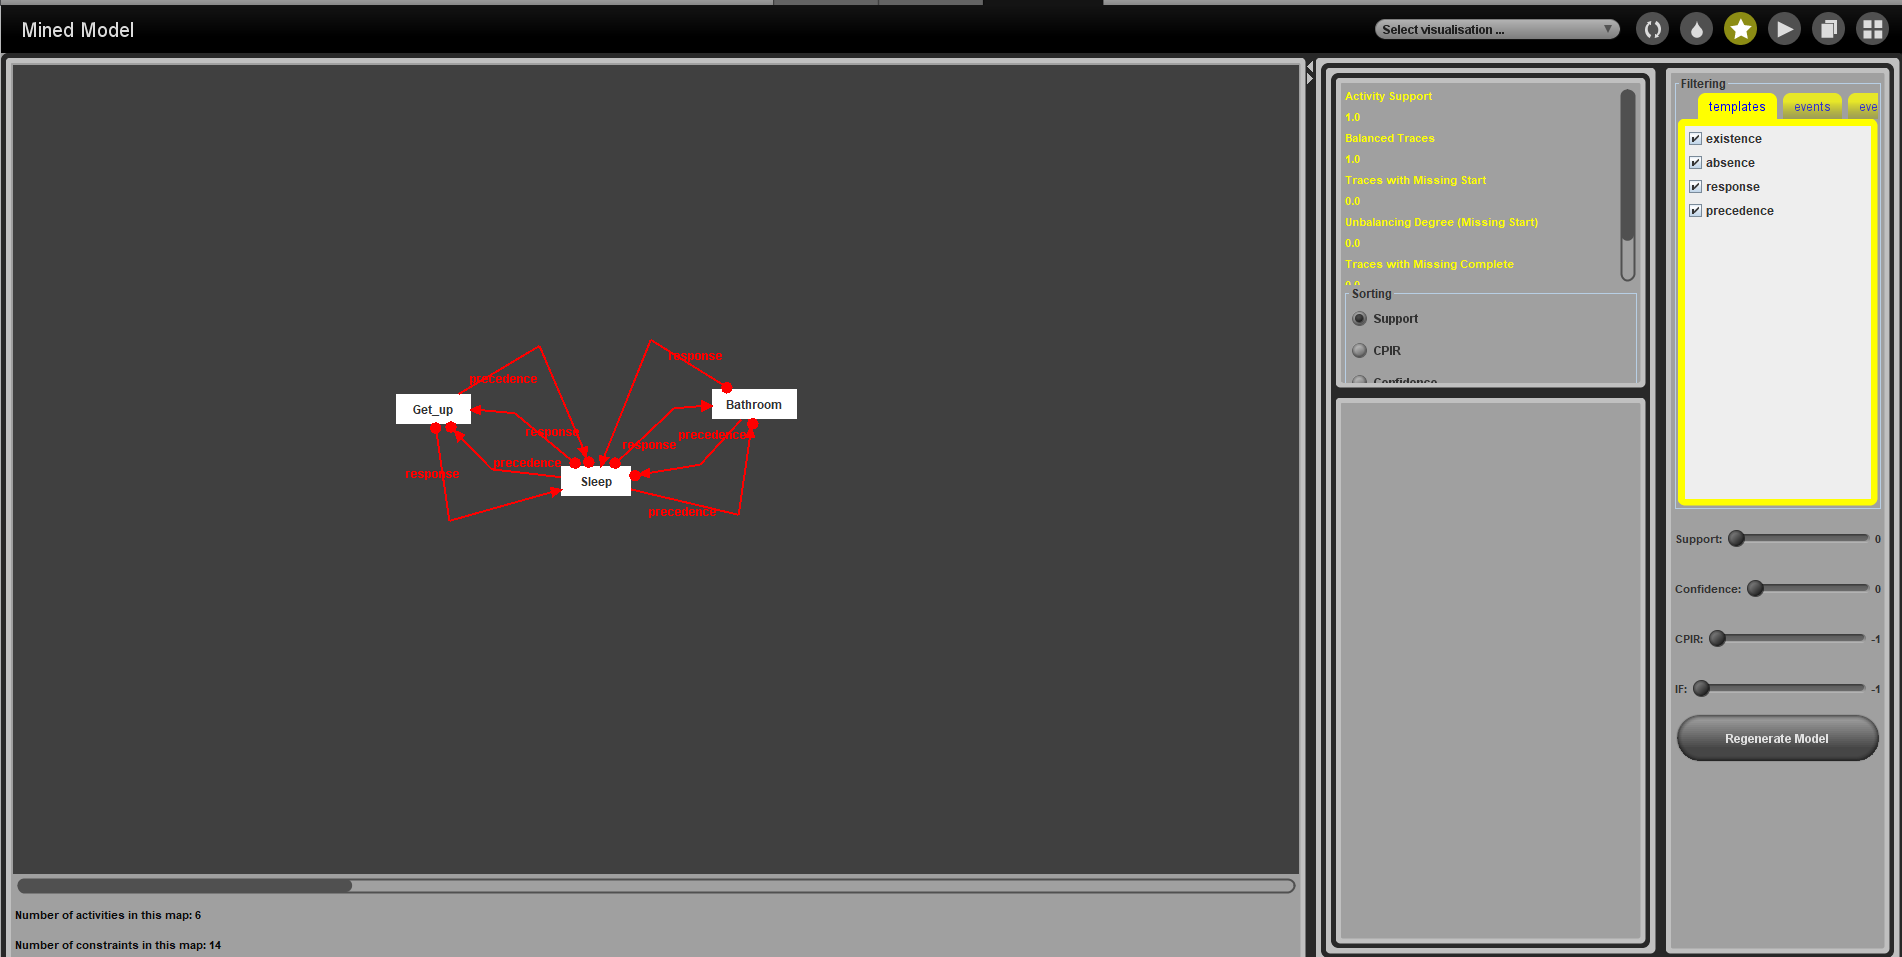 Mined Model
Select visualisation ...
precedence
response
Get_up
Bathroom
response
response
precedence
precedence
response
Sleep
precedence
Number of activities in this map: 6
Number of constraints in this map: 14
Activity Support
1.0
Balanced Traces
1.0
Traces with Missing Start
0.0
Unbalancing Degree (Missing Start)
0.0
Traces with Missing Complete
0.0
Sorting
Support
CPIR
Confidence
Filtering
templates events eve
existence
absence
response
precedence
Support: 0
Confidence: 0
CPIR: -1
IF: -1
Regenerate Model